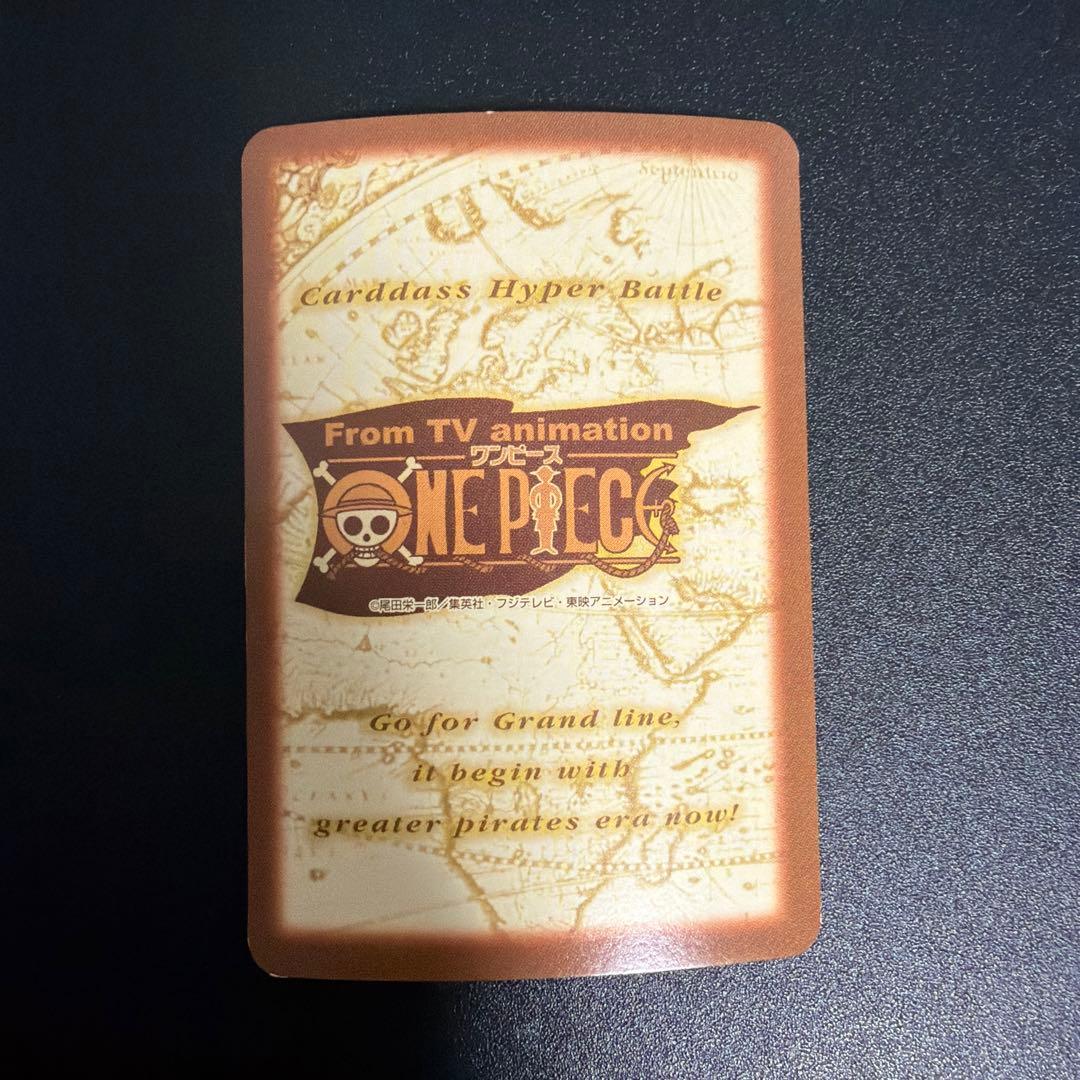 Septentrio
Carddass Hyper Battle
From TV animation
ワンピース
ONE PIECE
©尾田栄一郎/集英社・フジテレビ・東映アニメーション
Go for Grand line,
it begin with
greater pirates era now!